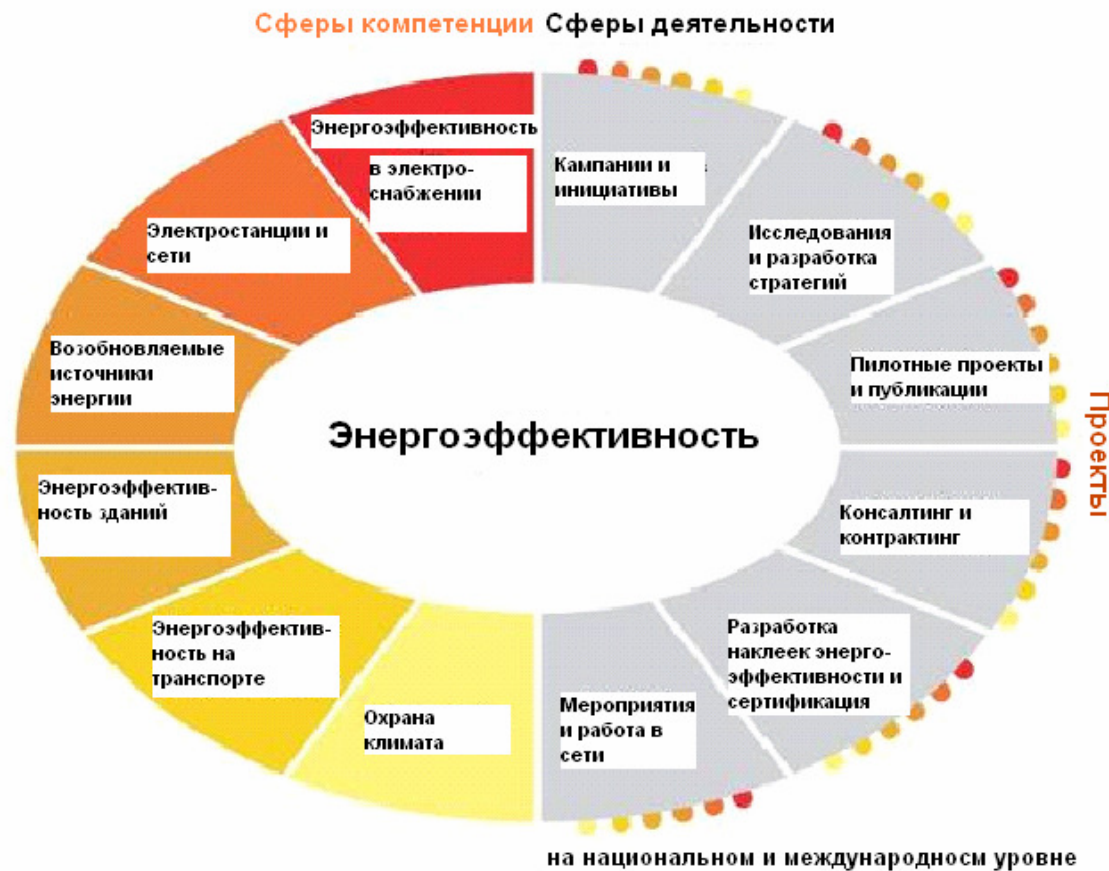 Сферы компетенции Сферы деятельности
Энергоэффективность
в электро-
снабжении
Кампании и
инициативы
Электростанции и
сети
Исследования
и разработка
стратегий
Возобновляемые
источники
энергии
Пилотные проекты
и публикации
Энергоэффективность
Проекты
Энергоэффектив-
ность зданий
Консалтинг и
контрактинг
Энергоэффектив-
ность на
транспорте
Разработка
наклеек энерго-
эффективности и
сертификация
Охрана
климата
Мероприятия
и работа в
сети
на национальном и международносм уровне